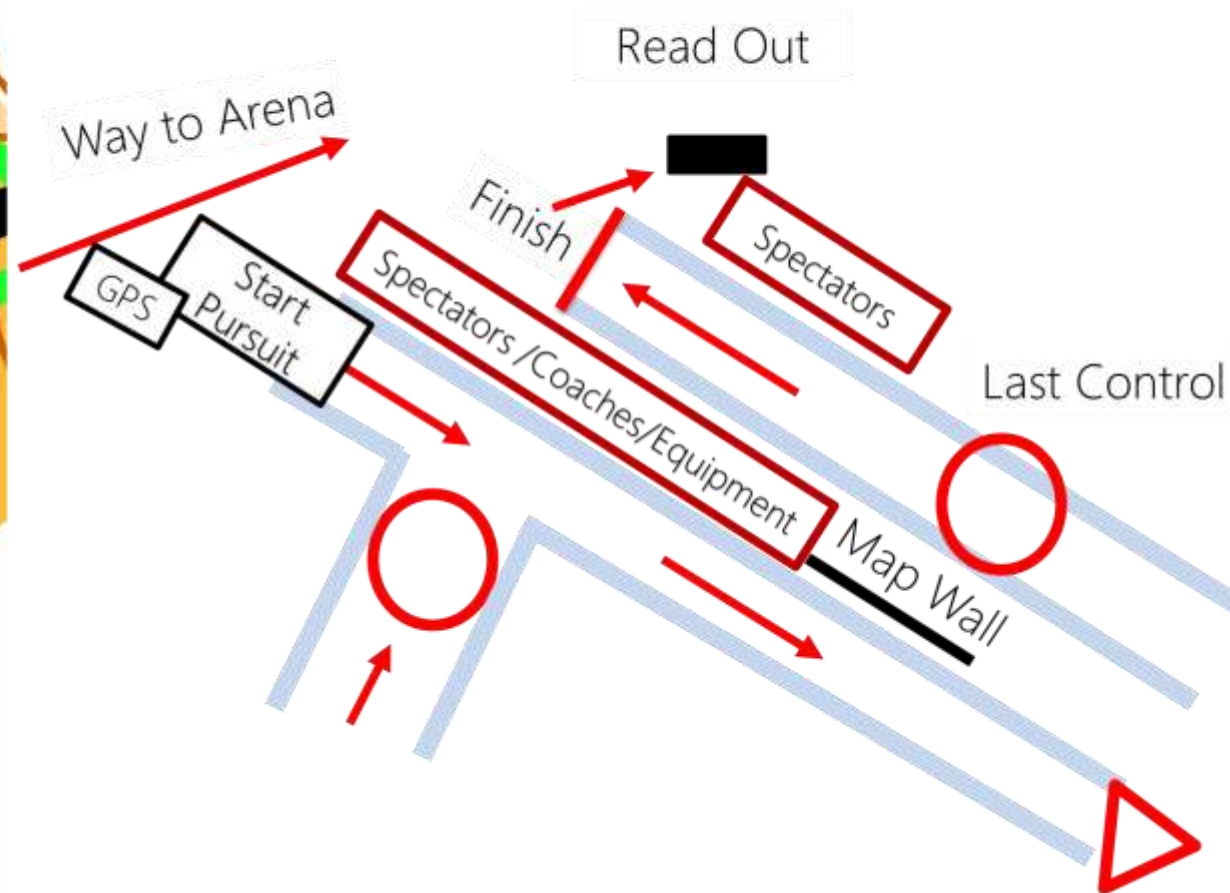 Read Out
Way to Arena
Finish
Spectators
GPS
Start
Pursuit
Spectators /Coaches/Equipment
Last Control
Map Wall